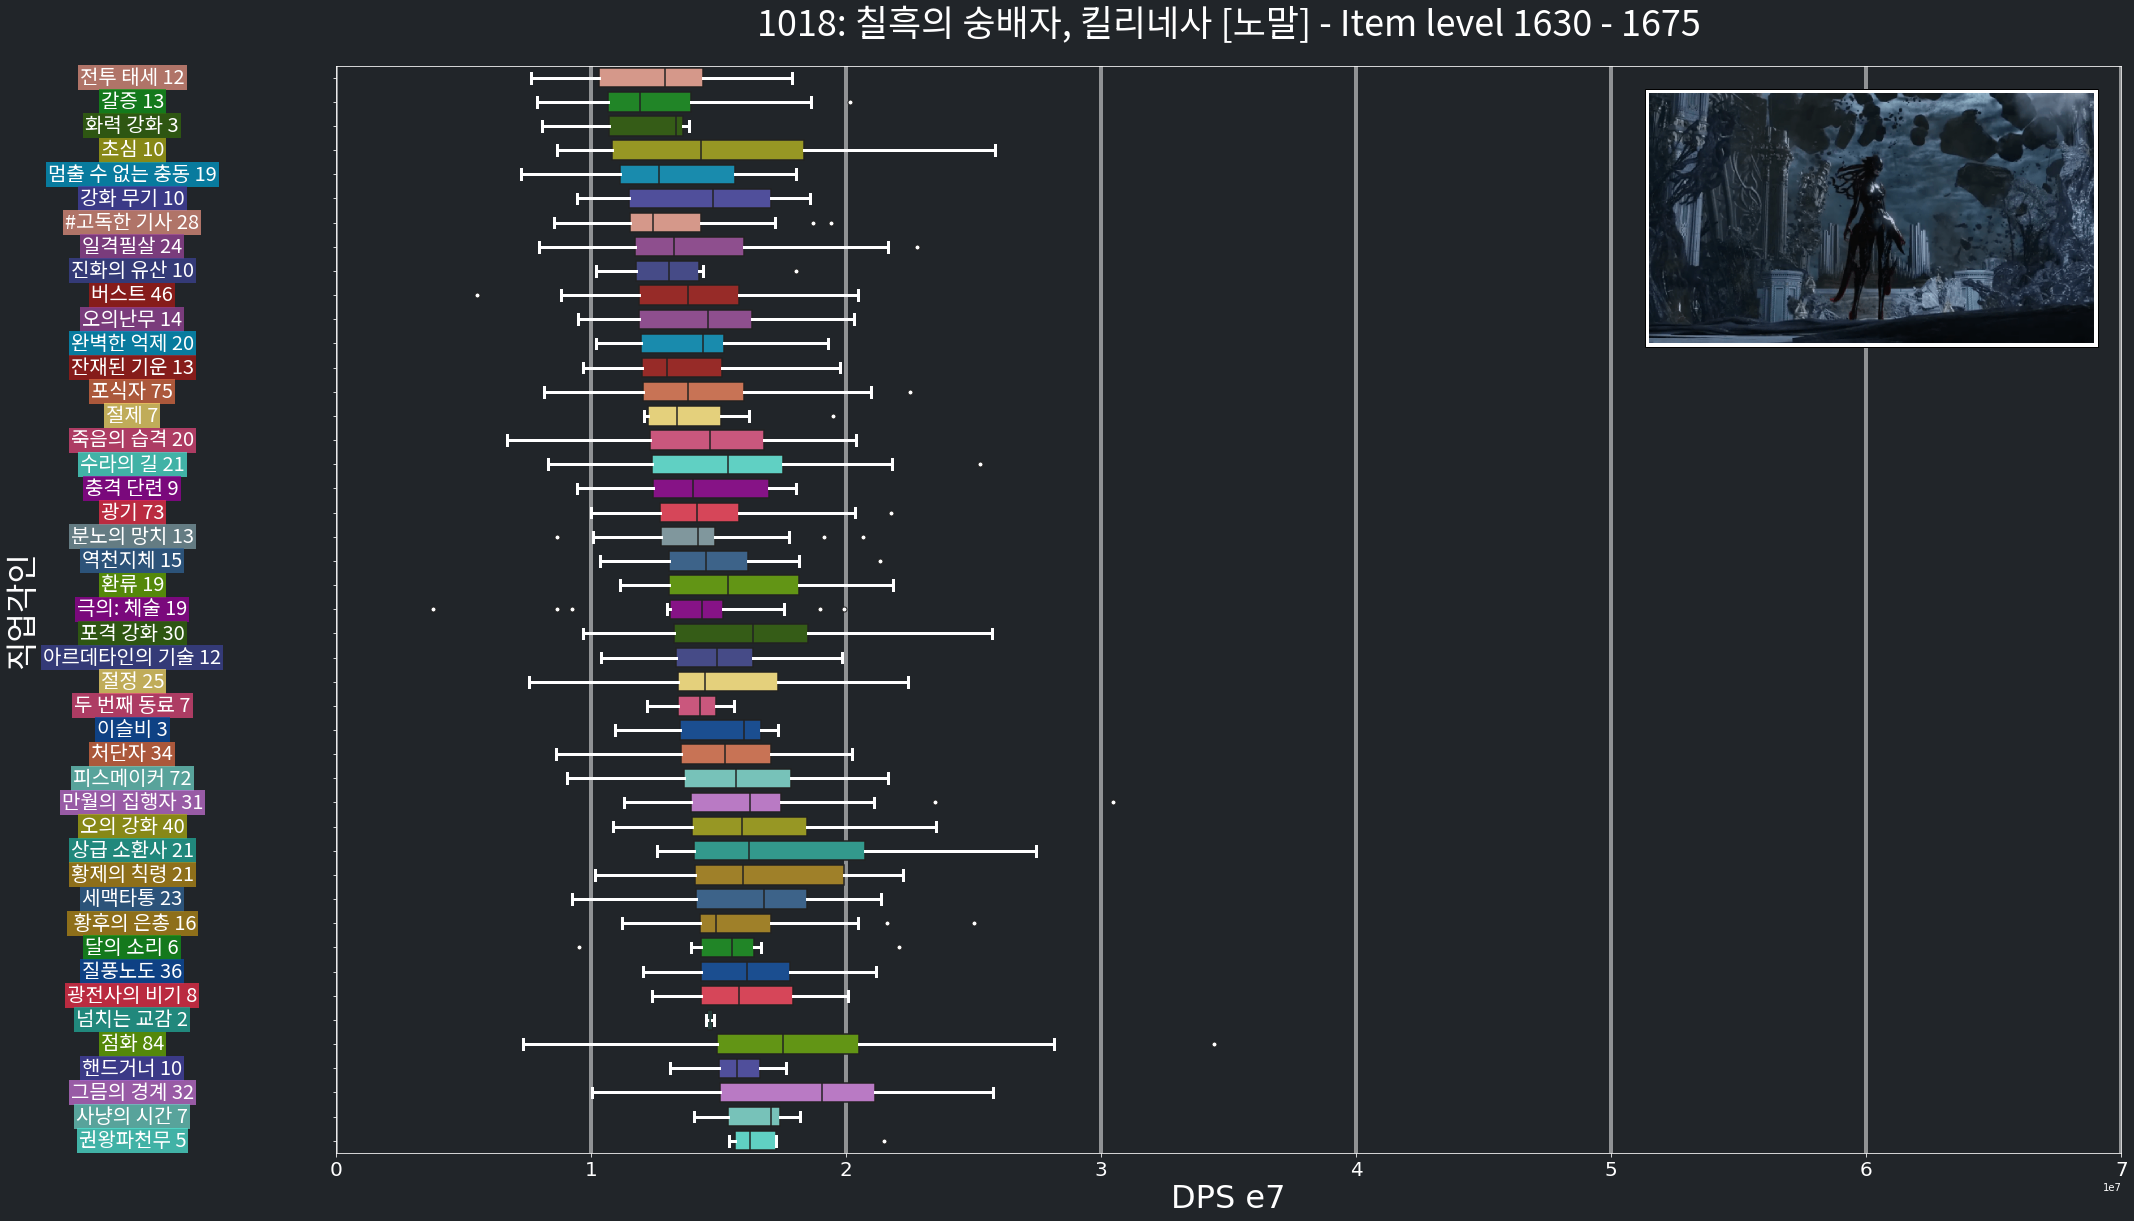 1018: 칠흑의 숭배자, 킬리네사 [노말] - Item level 1630 - 1675
전투 태세 12
갈증 13
화력 강화 3
초심 10
멈출 수 없는 충동 19
강화 무기 10
#고독한 기사 28
일격필살 24
진화의 유산 10
버스트 46
오의난무 14
완벽한 억제 20
잔재된 기운 13
포식자 75
절제 7
죽음의 습격 20
수라의 길 21
충격 단련 9
광기 73
분노의 망치 13
역천지체 15
환류 19
극의: 체술 19
포격 강화 30
아르데타인의 기술 12
절정 25
두 번째 동료 7
이슬비 3
처단자 34
피스메이커 72
만월의 집행자 31
오의 강화 40
상급 소환사 21
황제의 칙령 21
세맥타통 23
황후의 은총 16
달의 소리 6
질풍노도 36
광전사의 비기 8
넘치는 교감 2
점화 84
핸드거너 10
그믐의 경계 32
사냥의 시간 7
권왕파천무 5
직업각인
0 1 2 3 4 5 6 7
1e7
DPS e7